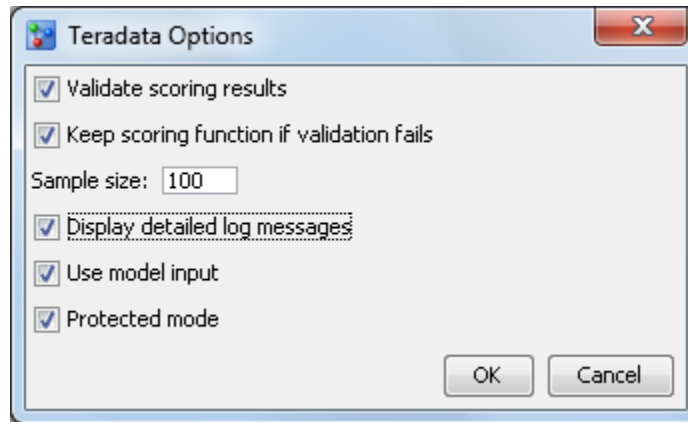 Teradata Options
Validate scoring results
Keep scoring function if validation fails
Sample size: 100
Display detailed log messages
Use model input
Protected mode
OK Cancel